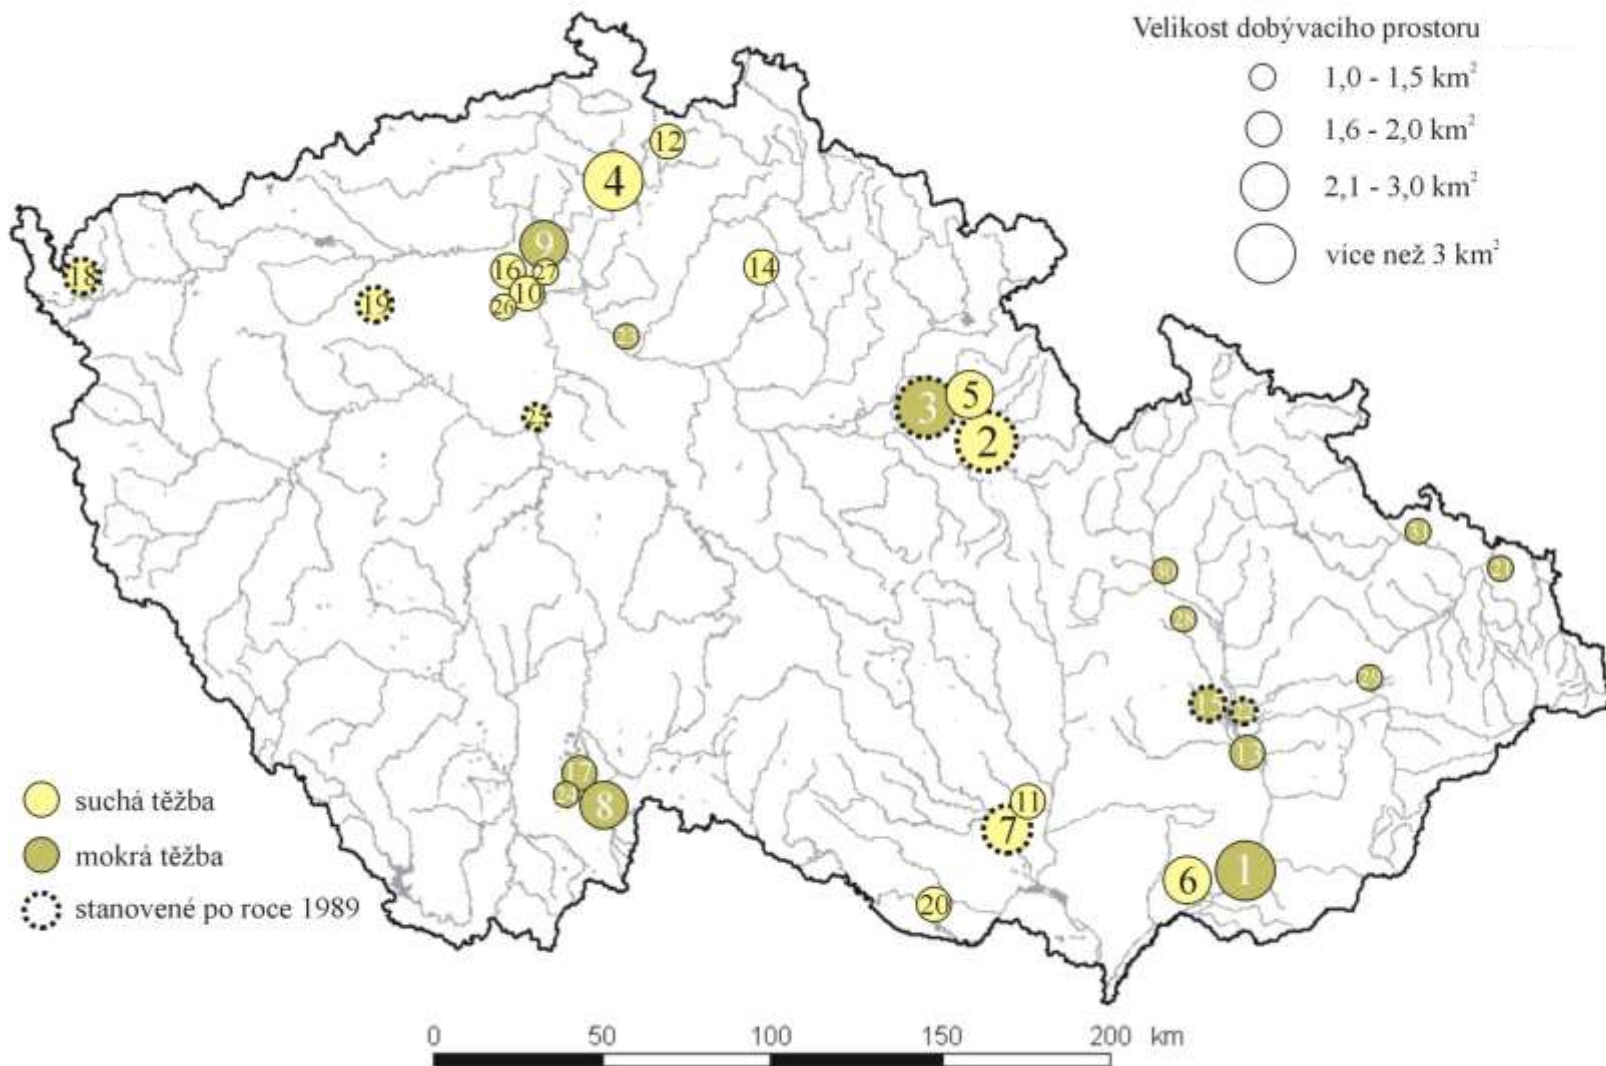 Velikost dobývacího prostoru
1,0 - 1,5 km²
1,6 - 2,0 km²
2,1 - 3,0 km²
více než 3 km²
12
4
9
16
27
10
26
14
18
19
5
3
2
21
30
28
13
17
8
11
7
6
1
20
suchá těžba
mokrá těžba
stanovené po roce 1989
0 50 100 150 200 km